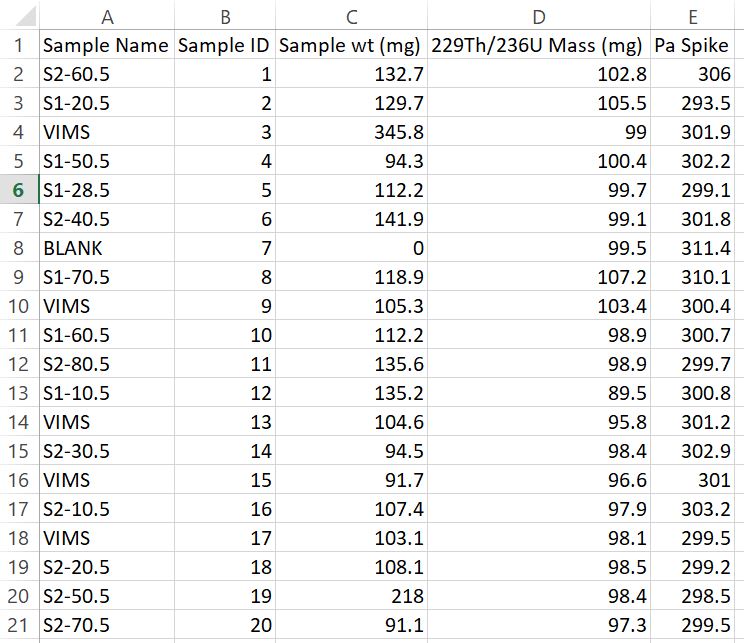 A B C D E
1 Sample Name Sample ID Sample wt (mg) 229Th/236U Mass (mg) Pa Spike
2 S2-60.5 1 132.7 102.8 306
3 S1-20.5 2 129.7 105.5 293.5
4 VIMS 3 345.8 99 301.9
5 S1-50.5 4 94.3 100.4 302.2
6 S1-28.5 5 112.2 99.7 299.1
7 S2-40.5 6 141.9 99.1 301.8
8 BLANK 7 0 99.5 311.4
9 S1-70.5 8 118.9 107.2 310.1
10 VIMS 9 105.3 103.4 300.4
11 S1-60.5 10 112.2 98.9 300.7
12 S2-80.5 11 135.6 98.9 299.7
13 S1-10.5 12 135.2 89.5 300.8
14 VIMS 13 104.6 95.8 301.2
15 S2-30.5 14 94.5 98.4 302.9
16 VIMS 15 91.7 96.6 301
17 S2-10.5 16 107.4 97.9 303.2
18 VIMS 17 103.1 98.1 299.5
19 S2-20.5 18 108.1 98.5 299.2
20 S2-50.5 19 218 98.4 298.5
21 S2-70.5 20 91.1 97.3 299.5